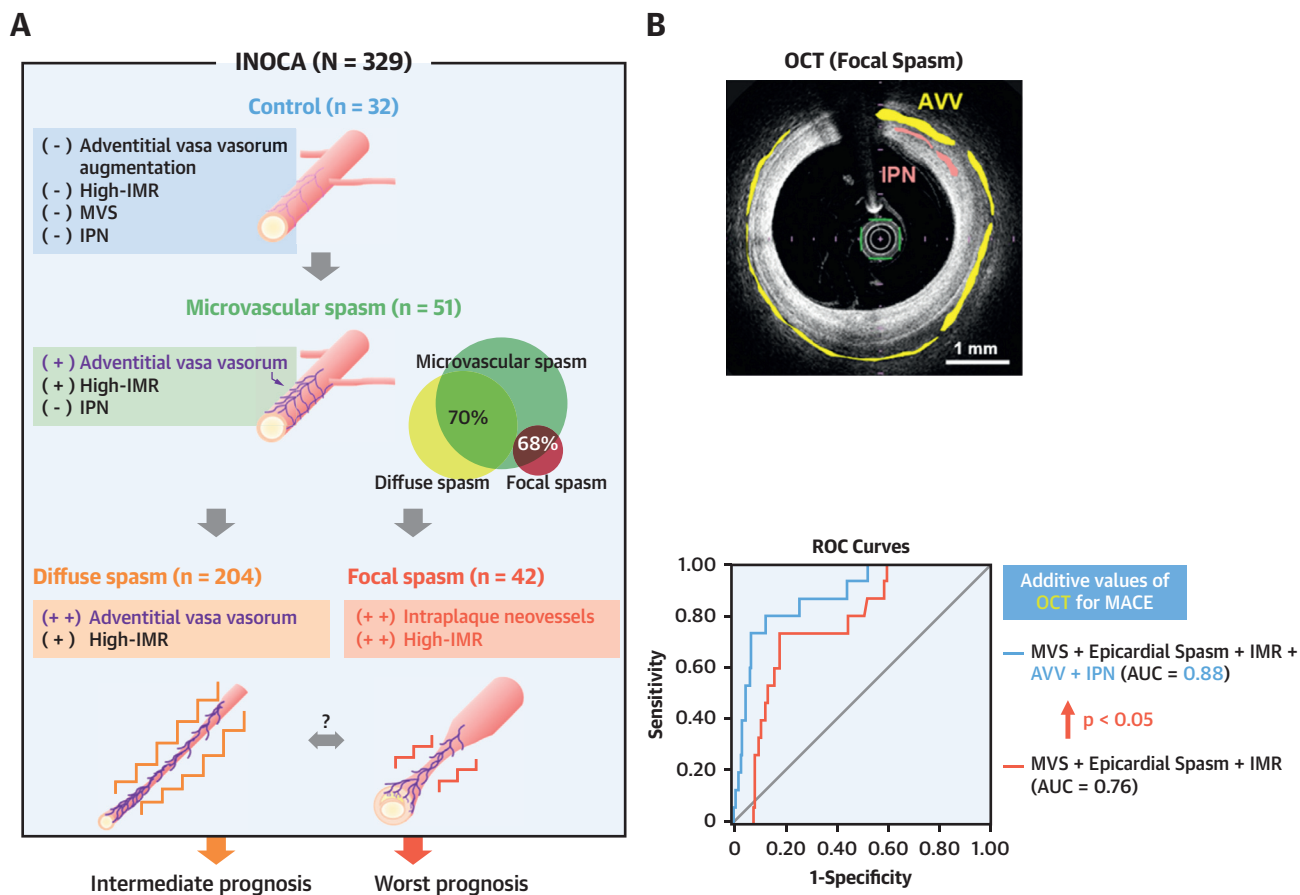 A
INOCA (N = 329)
Control (n = 32)
( - ) Adventitial vasa vasorum
augmentation
( - ) High-IMR
( - ) MVS
( - ) IPN
Microvascular spasm (n = 51)
( + ) Adventitial vasa vasorum
( + ) High-IMR
( - ) IPN
Microvascular spasm
70%
68%
Diffuse spasm
Focal spasm
Diffuse spasm (n = 204)
( + + ) Adventitial vasa vasorum
( + ) High-IMR
Focal spasm (n = 42)
( + + ) Intraplaque neovessels
( + + ) High-IMR
?
Intermediate prognosis
Worst prognosis
B
OCT (Focal Spasm)
AVV
IPN
1 mm
ROC Curves
Sensitivity
1.00
0.80
0.60
0.40
0.20
0
0 0.20 0.40 0.60 0.80 1.00
1-Specificity
Additive values of
OCT for MACE
MVS + Epicardial Spasm + IMR +
AVV + IPN (AUC = 0.88)
p < 0.05
MVS + Epicardial Spasm + IMR
(AUC = 0.76)